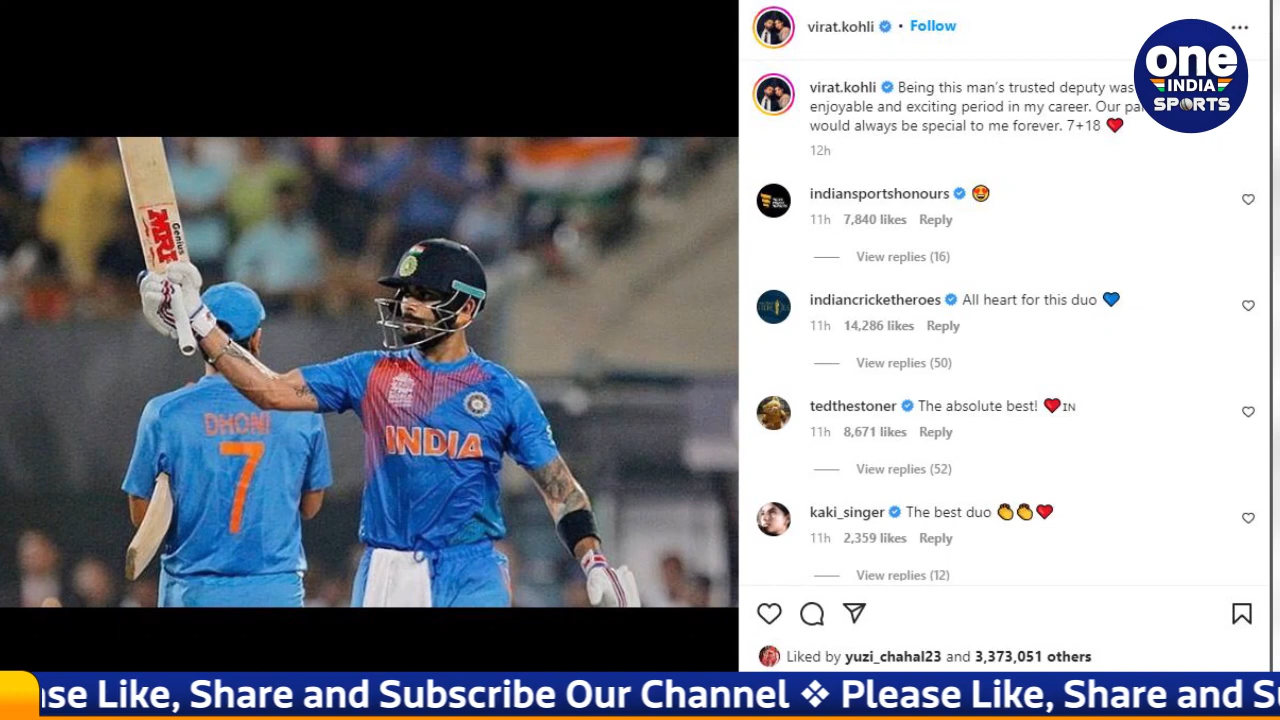 virat.kohli • Follow
virat.kohli Being this man's trusted deputy was
enjoyable and exciting period in my career. Our
would always be special to me forever. 7+18
12h
one
INDIA
SPORTS
indiansportshonours
11h 7,840 likes Reply
View replies (16)
indiancricketheroes All heart for this duo
11h 14,286 likes Reply
View replies (50)
tedthestoner The absolute best! IN
11h 8,671 likes Reply
View replies (52)
kaki_singer The best duo
11h 2,359 likes Reply
View replies (12)
Liked by yuzi_chahal23 and 3,373,051 others
MRF
Genius
DHONI
7
INDIA
Like, Share and Subscribe Our Channel ❖ Please Like, Share and